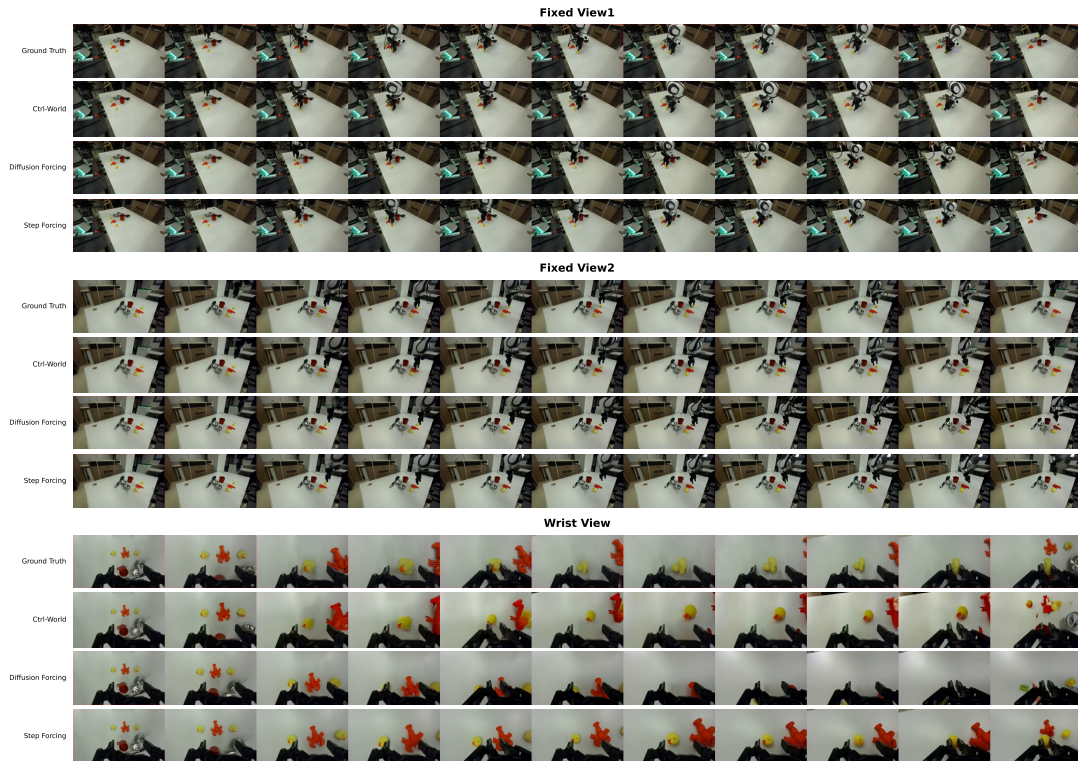 Fixed View1
Ground Truth
Ctrl-World
Diffusion Forcing
Step Forcing
Fixed View2
Ground Truth
Ctrl-World
Diffusion Forcing
Step Forcing
Wrist View
Ground Truth
Ctrl-World
Diffusion Forcing
Step Forcing